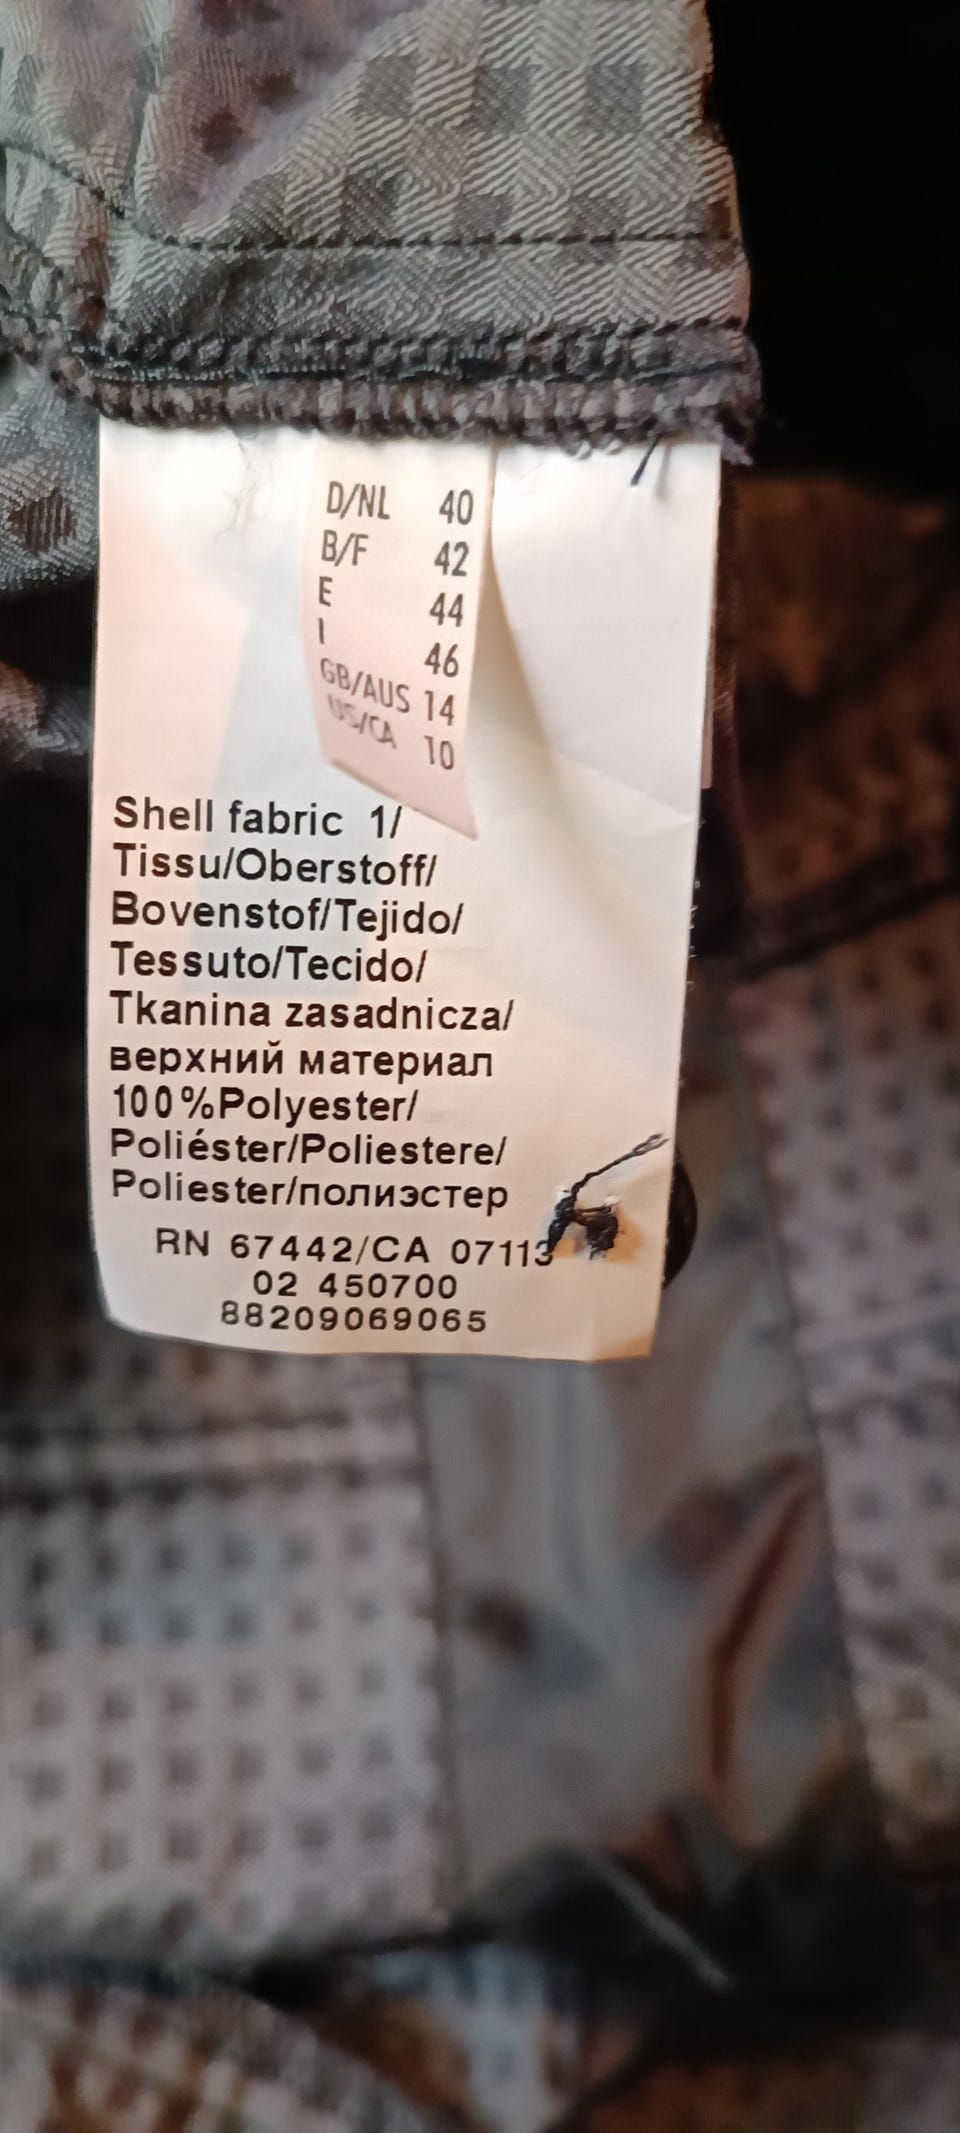 D/NL 40
B/F 42
E 44
I 46
GB/AUS 14
US/CA 10
Shell fabric 1/
Tissu/Oberstoff/
Bovenstof/Tejido/
Tessuto/Tecido/
Tkanina zasadnicza/
верхний материал
100%Polyester/
Poliéster/Poliestere/
Poliester/полиэстер
RN 67442/CA 07113
02 450700
88209069065